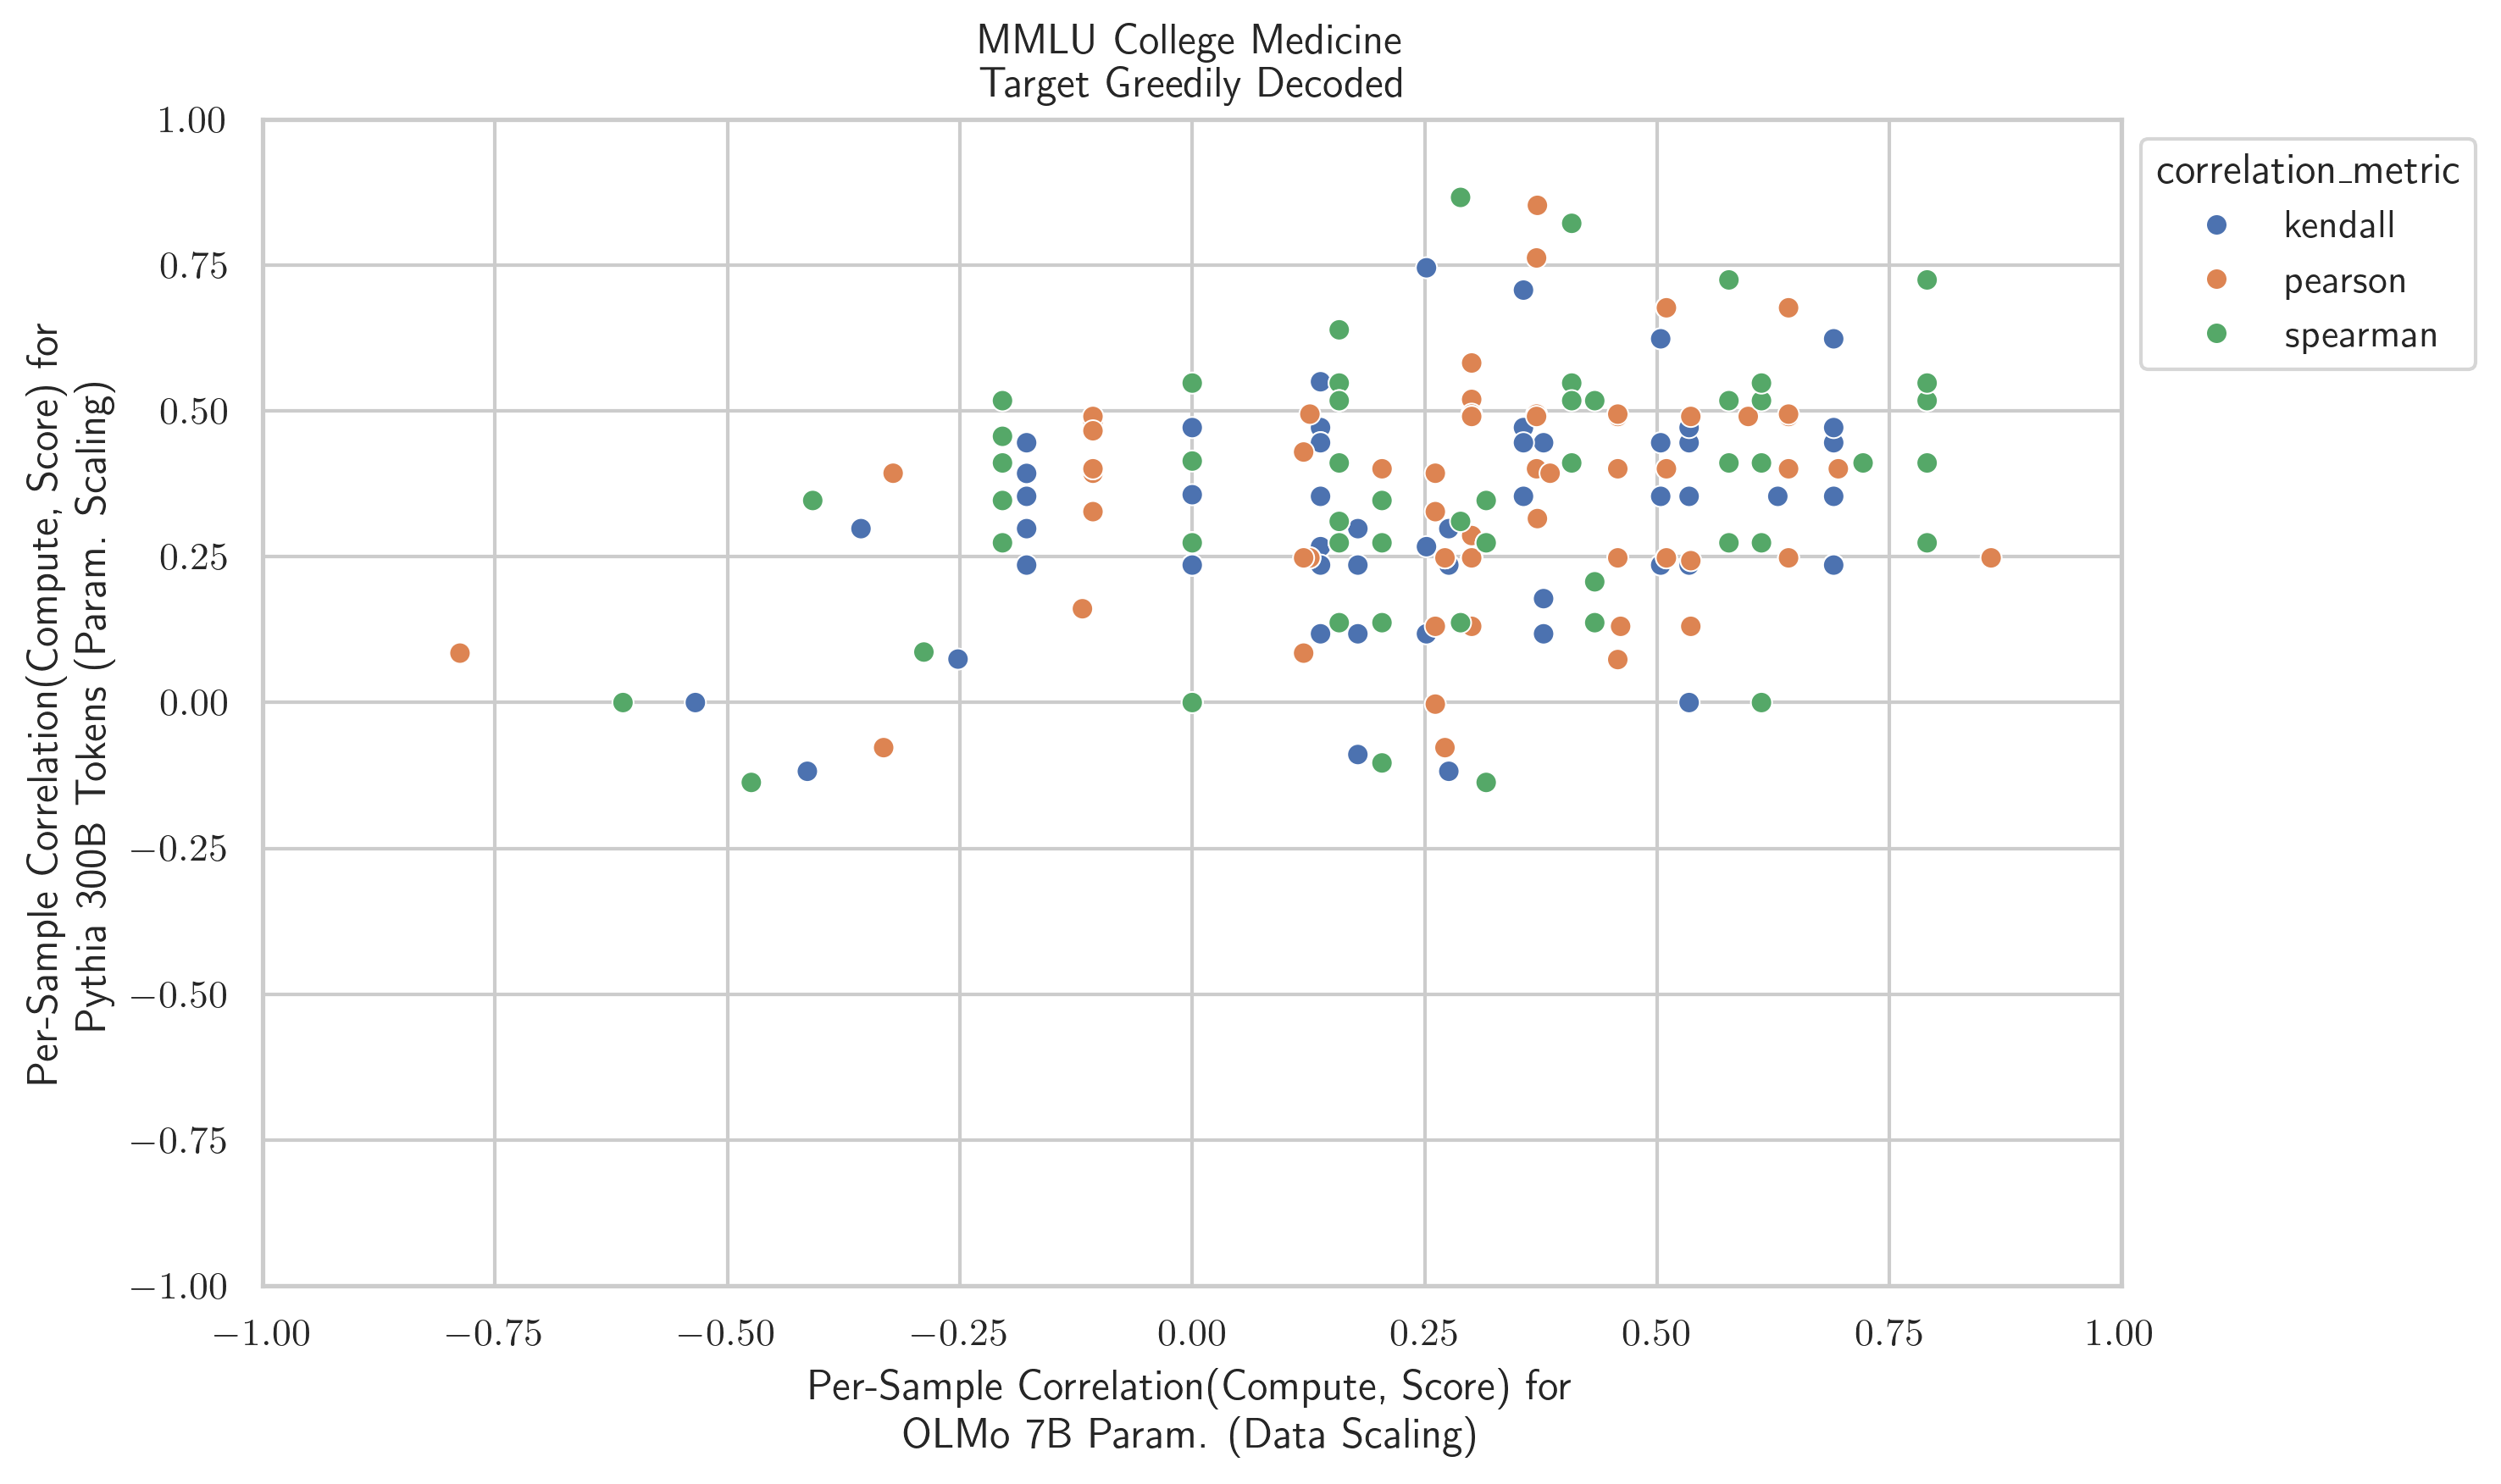 MMLU College Medicine
Target Greedily Decoded
Per-Sample Correlation(Compute, Score) for
Pythia 300B Tokens (Param. Scaling)
1.00
0.75
0.50
0.25
0.00
−0.25
−0.50
−0.75
−1.00
−1.00 −0.75 −0.50 −0.25 0.00 0.25 0.50 0.75 1.00
Per-Sample Correlation(Compute, Score) for
OLMo 7B Param. (Data Scaling)
correlation_metric
kendall
pearson
spearman